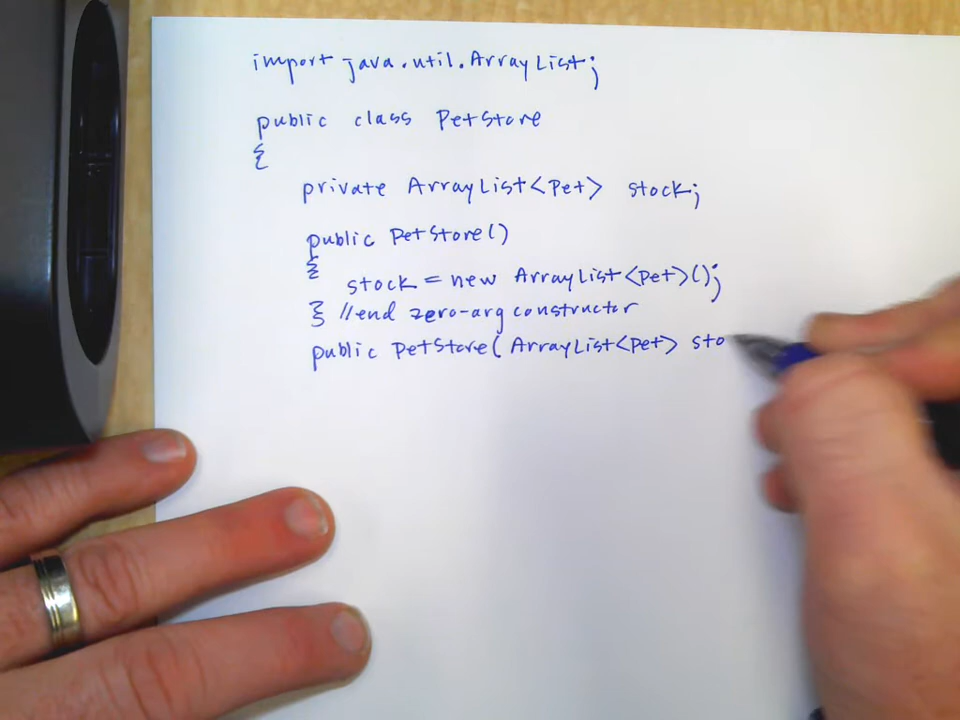 import java.util.ArrayList;
public class PetStore
{
private ArrayList<Pet> stock;
public PetStore()
{
stock = new ArrayList<Pet>();
} //end zero-arg constructor
public PetStore( ArrayList<Pet> sto